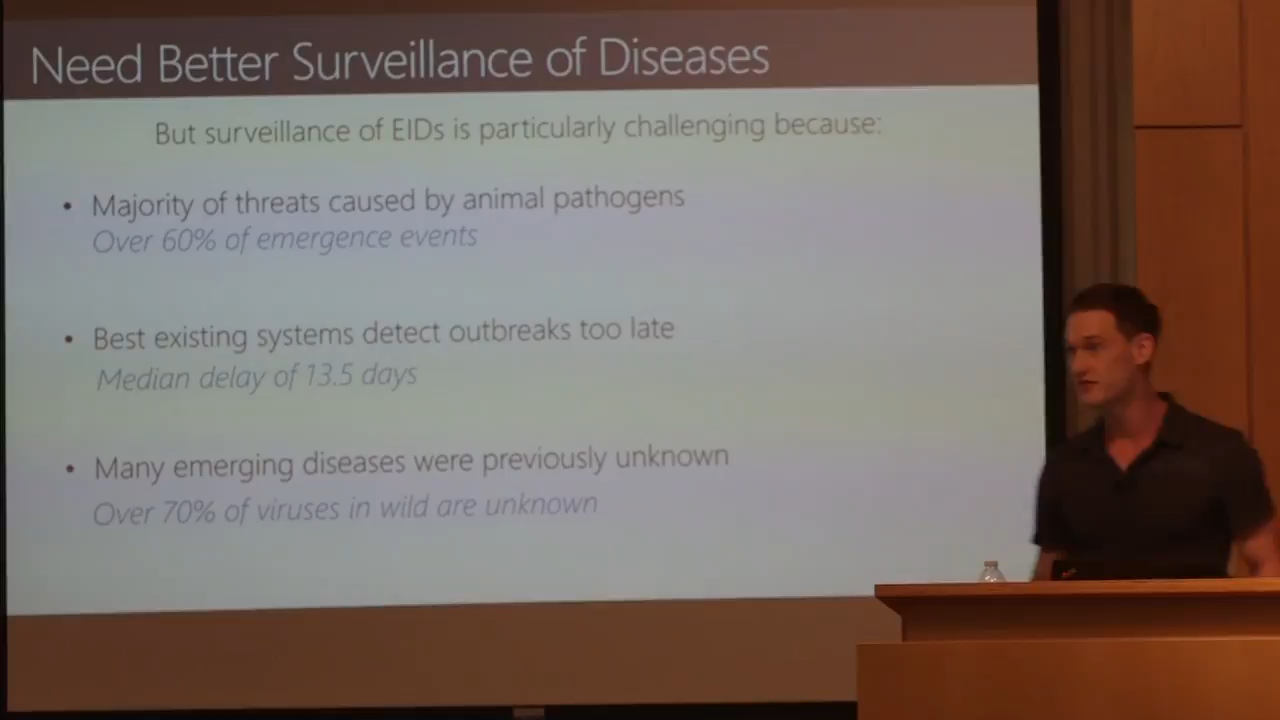 Need Better Surveillance of Diseases
But surveillance of EIDs is particularly challenging because:
• Majority of threats caused by animal pathogens
Over 60% of emergence events
• Best existing systems detect outbreaks too late
Median delay of 13.5 days
• Many emerging diseases were previously unknown
Over 70% of viruses in wild are unknown